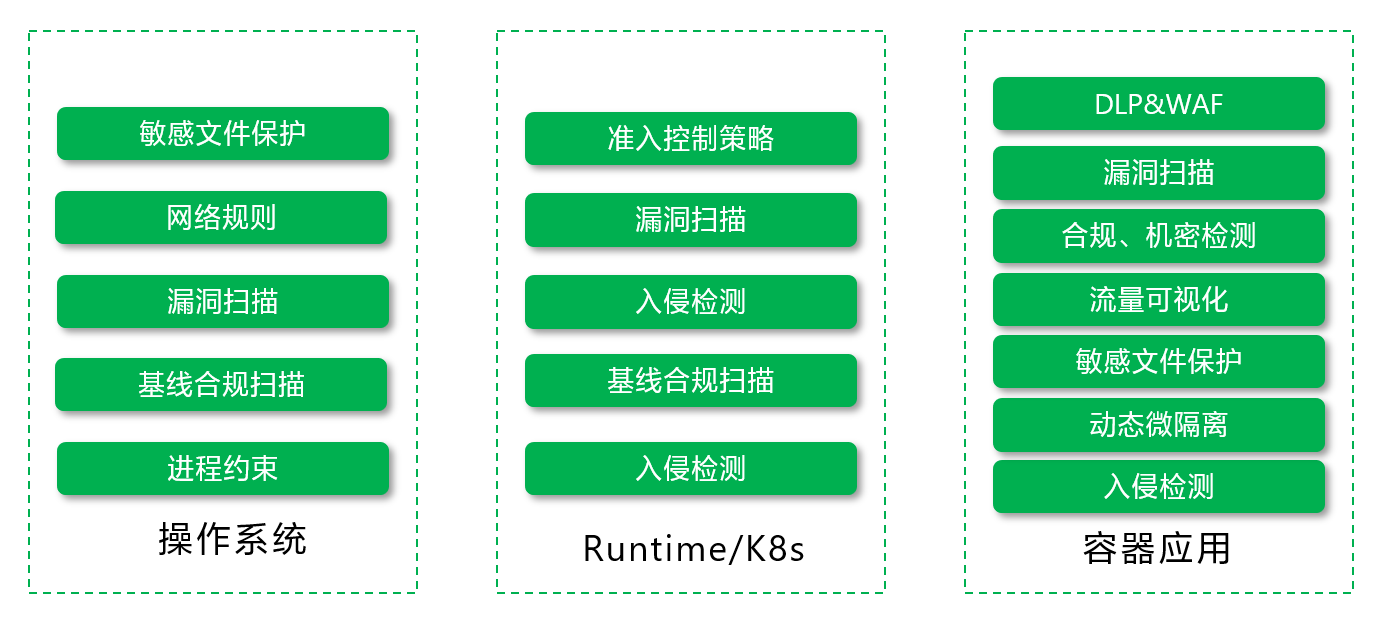 敏感文件保护
网络规则
漏洞扫描
基线合规扫描
进程约束
操作系统
准入控制策略
漏洞扫描
入侵检测
基线合规扫描
入侵检测
Runtime/K8s
DLP&WAF
漏洞扫描
合规、机密检测
流量可视化
敏感文件保护
动态微隔离
入侵检测
容器应用